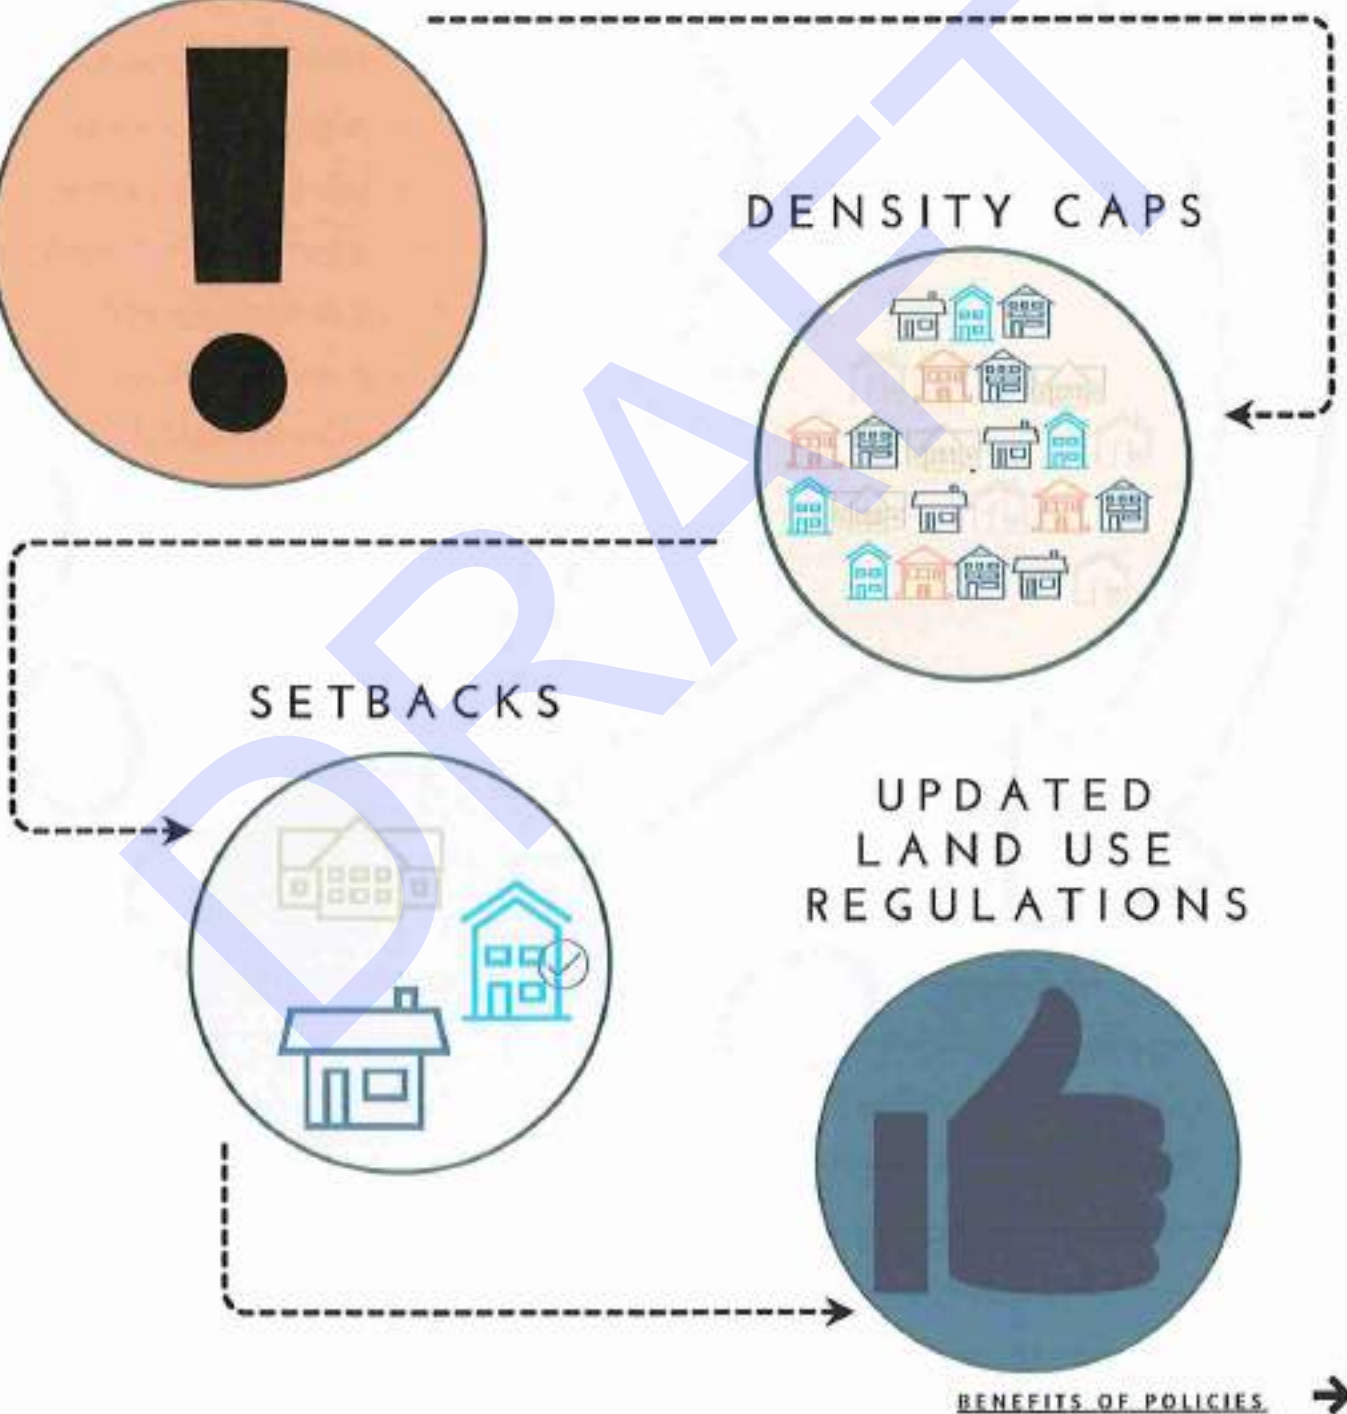 DENSITY CAPS
SETBACKS
UPDATED
LAND USE
REGULATIONS
BENEFITS OF POLICIES
DRAFT